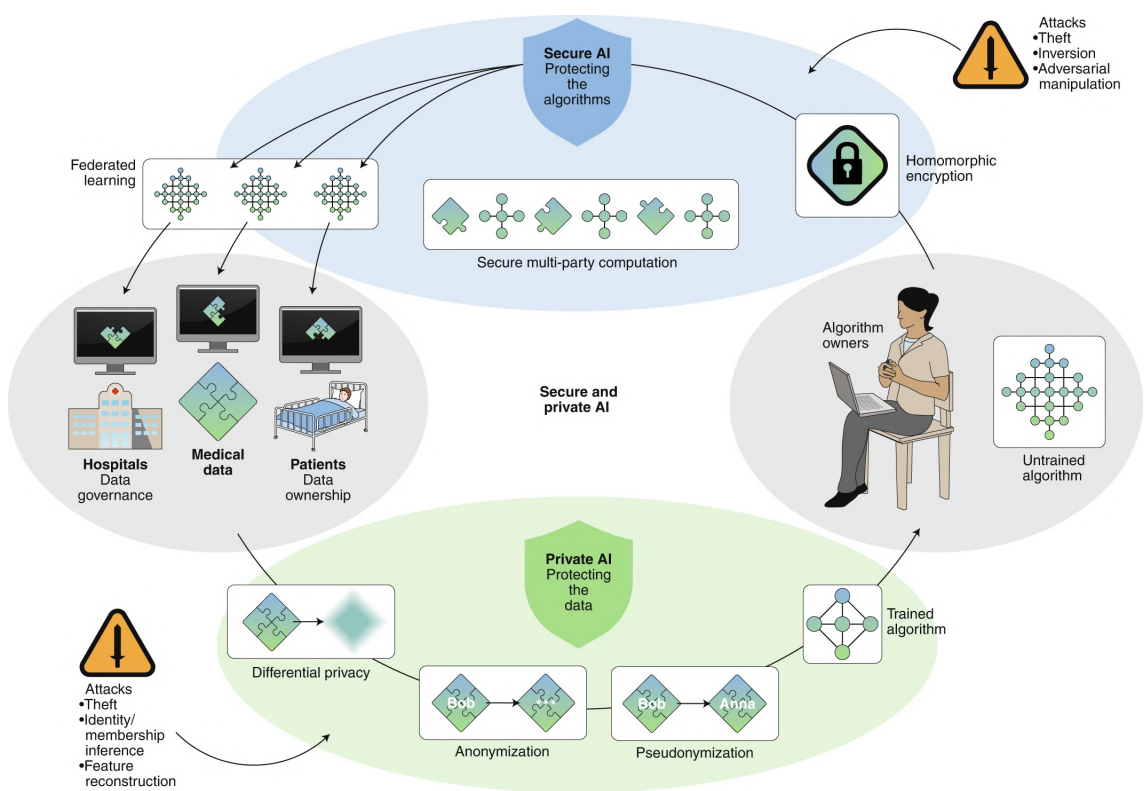 Secure AI
Protecting
the
algorithms
Attacks
•Theft
•Inversion
•Adversarial
manipulation
Federated
learning
Homomorphic
encryption
Secure multi-party computation
Algorithm
owners
Untrained
algorithm
Secure and
private AI
Hospitals
Data
governance
Medical
data
Patients
Data
ownership
Private AI
Protecting
the
data
Attacks
•Theft
•Identity/
membership
inference
•Feature
reconstruction
Differential privacy
Bob
***
Anonymization
Bob
Anna
Pseudonymization
Trained
algorithm